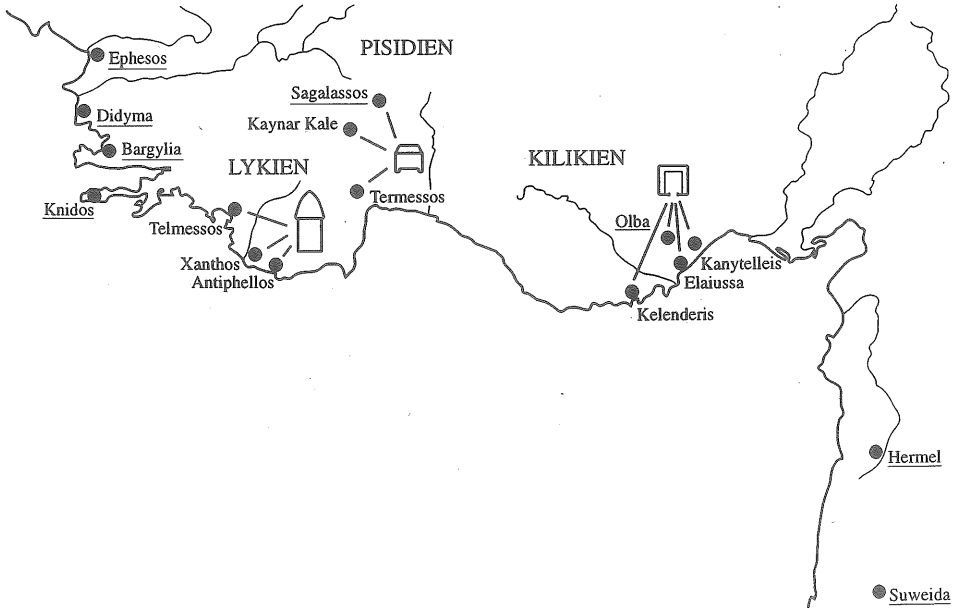 PISIDIEN
Ephesos
Sagalassos
Didyma
Kaynar Kale
Bargylia
LYKIEN
KILIKIEN
Termessos
Knidos
Telmessos
Olba
Xanthos
Kanytelleis
Antiphellos
Elaiussa
Kelenderis
Hermel
Suweida